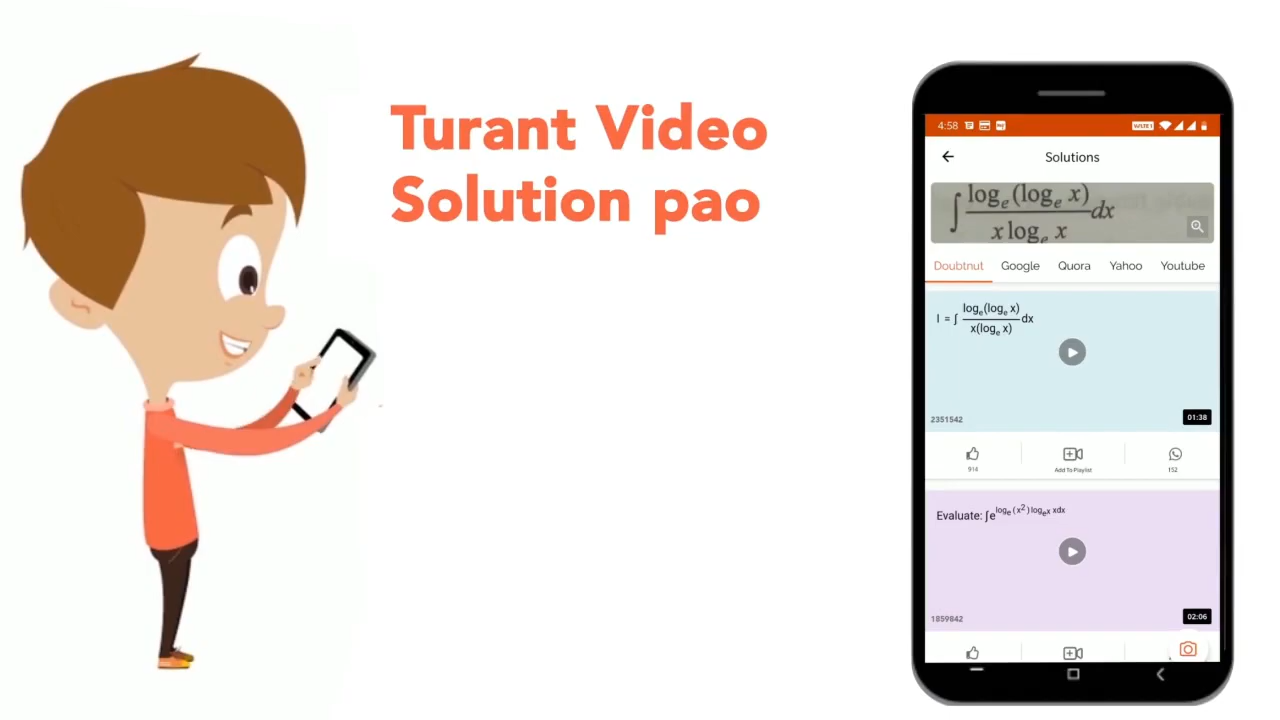 Turant Video
Solution pao
4:58
Solutions
∫ logₑ(logₑ x) / x logₑ x dx
Doubtnut Google Quora Yahoo Youtube
I = ∫ logₑ(logₑ x) / x(logₑ x) dx
2351542 01:38
914 Add To Playlist 152
Evaluate: ∫e^logₑ(x²)logₑx xdx
1859842 02:06